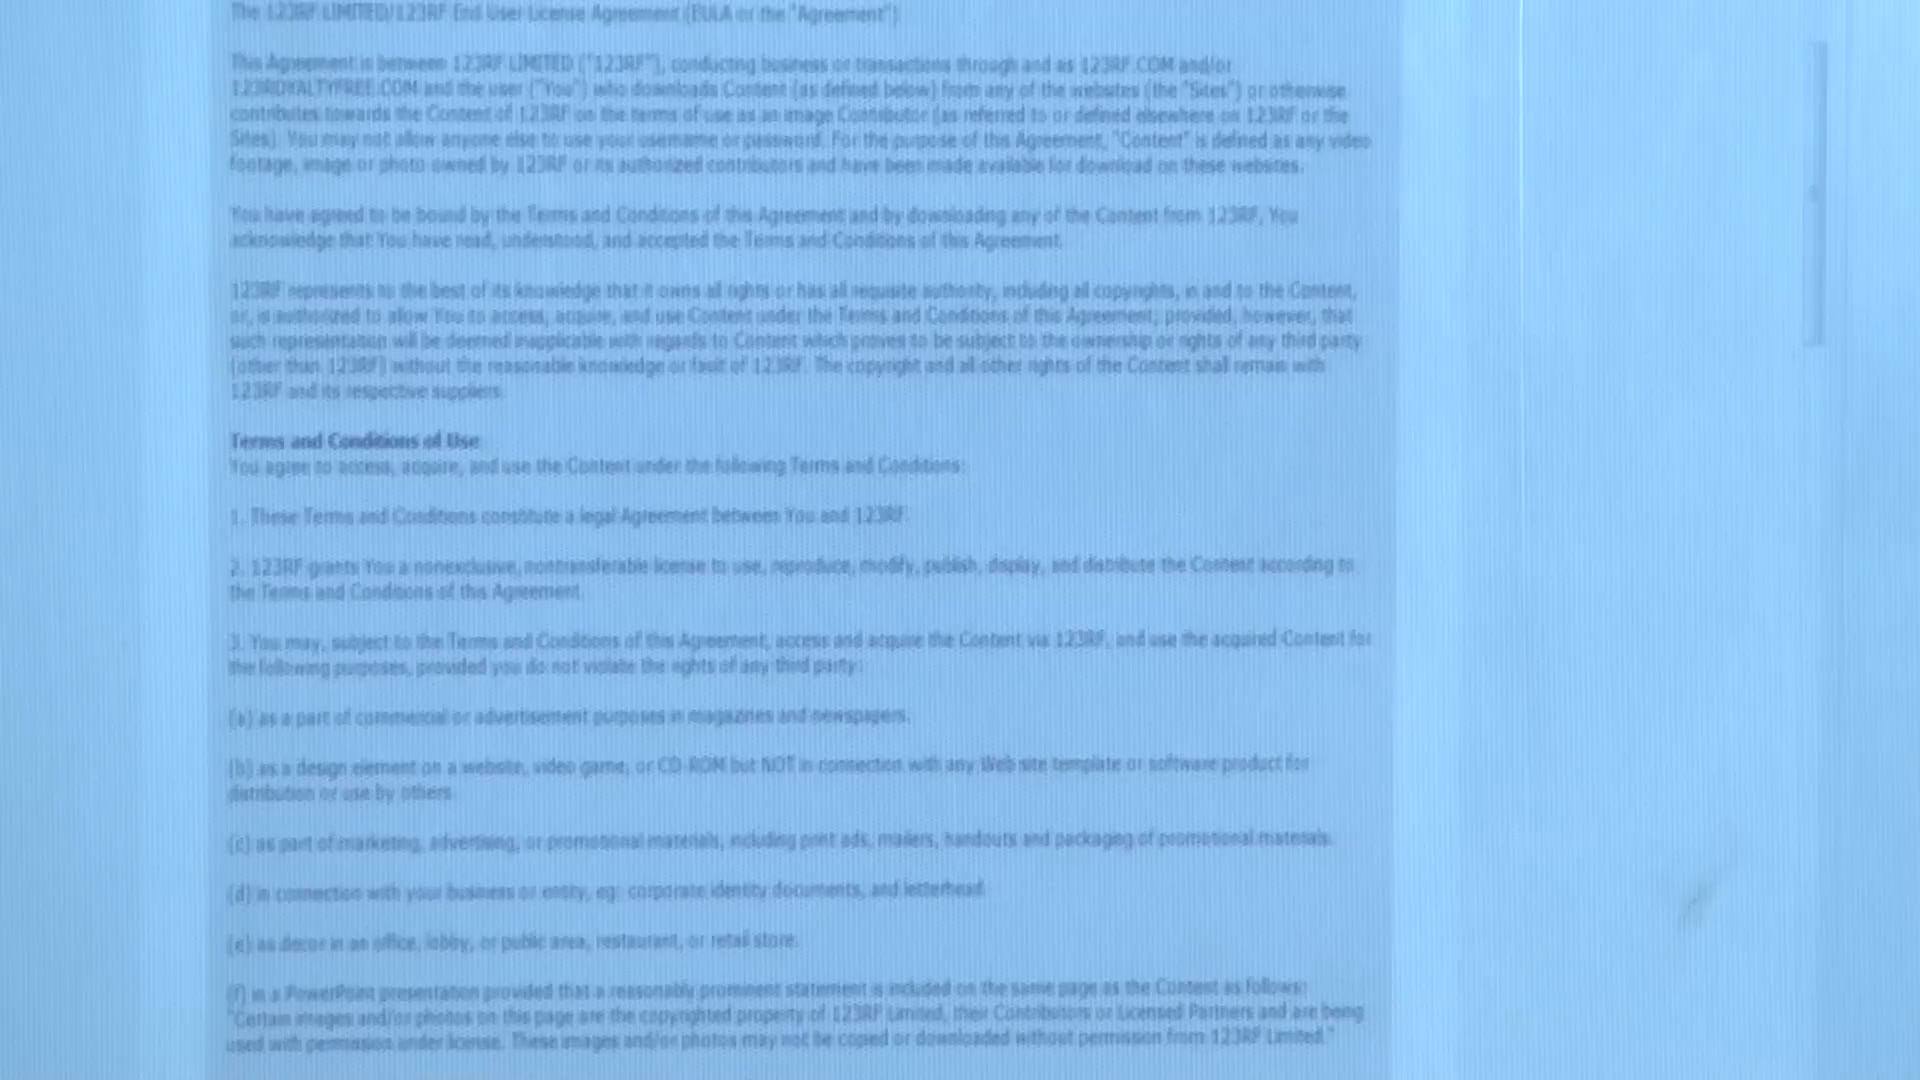 The 123RF LIMITED/123RF End User License Agreement (EULA or the "Agreement")
This Agreement is between 123RF LIMITED ("123RF"), conducting business or transactions through and as 123RF.COM and/or
123ROYALTYFREE.COM and the user ("You") who downloads Content (as defined below) from any of the websites (the "Sites") or otherwise
contributes towards the Content of 123RF on the terms of use as an image Contributor (as referred to or defined elsewhere on 123RF or the
Sites). You may not allow anyone else to use your username or password. For the purpose of this Agreement, "Content" is defined as any video
footage, image or photo owned by 123RF or its authorized contributors and have been made available for download on these websites.
You have agreed to be bound by the Terms and Conditions of this Agreement and by downloading any of the Content from 123RF, You
acknowledge that You have read, understood, and accepted the Terms and Conditions of this Agreement.
123RF represents to the best of its knowledge that it owns all rights or has all requisite authority, including all copyrights, in and to the Content,
or, is authorized to allow You to access, acquire, and use Content under the Terms and Conditions of this Agreement; provided, however, that
such representation will be deemed inapplicable with regards to Content which proves to be subject to the ownership or rights of any third party
(other than 123RF) without the reasonable knowledge or fault of 123RF. The copyright and all other rights of the Content shall remain with
123RF and its respective suppliers.
Terms and Conditions of Use
You agree to access, acquire, and use the Content under the following Terms and Conditions:
1. These Terms and Conditions constitute a legal Agreement between You and 123RF.
2. 123RF grants You a nonexclusive, nontransferable license to use, reproduce, modify, publish, display, and distribute the Content according to
the Terms and Conditions of this Agreement.
3. You may, subject to the Terms and Conditions of this Agreement, access and acquire the Content via 123RF, and use the acquired Content for
the following purposes, provided you do not violate the rights of any third party:
(a) as a part of commercial or advertisement purposes in magazines and newspapers.
(b) as a design element on a website, video game, or CD-ROM but NOT in connection with any Web site template or software product for
distribution or use by others.
(c) as part of marketing, advertising, or promotional materials, including print ads, mailers, handouts and packaging of promotional materials.
(d) in connection with your business or entity, eg: corporate identity documents, and letterhead
(e) as decor in an office, lobby, or public area, restaurant, or retail store.
(f) in a PowerPoint presentation provided that a reasonably prominent statement is included on the same page as the Content as follows:
"Certain images and/or photos on this page are the copyrighted property of 123RF Limited, their Contributors or Licensed Partners and are being
used with permission under license. These images and/or photos may not be copied or downloaded without permission from 123RF Limited."